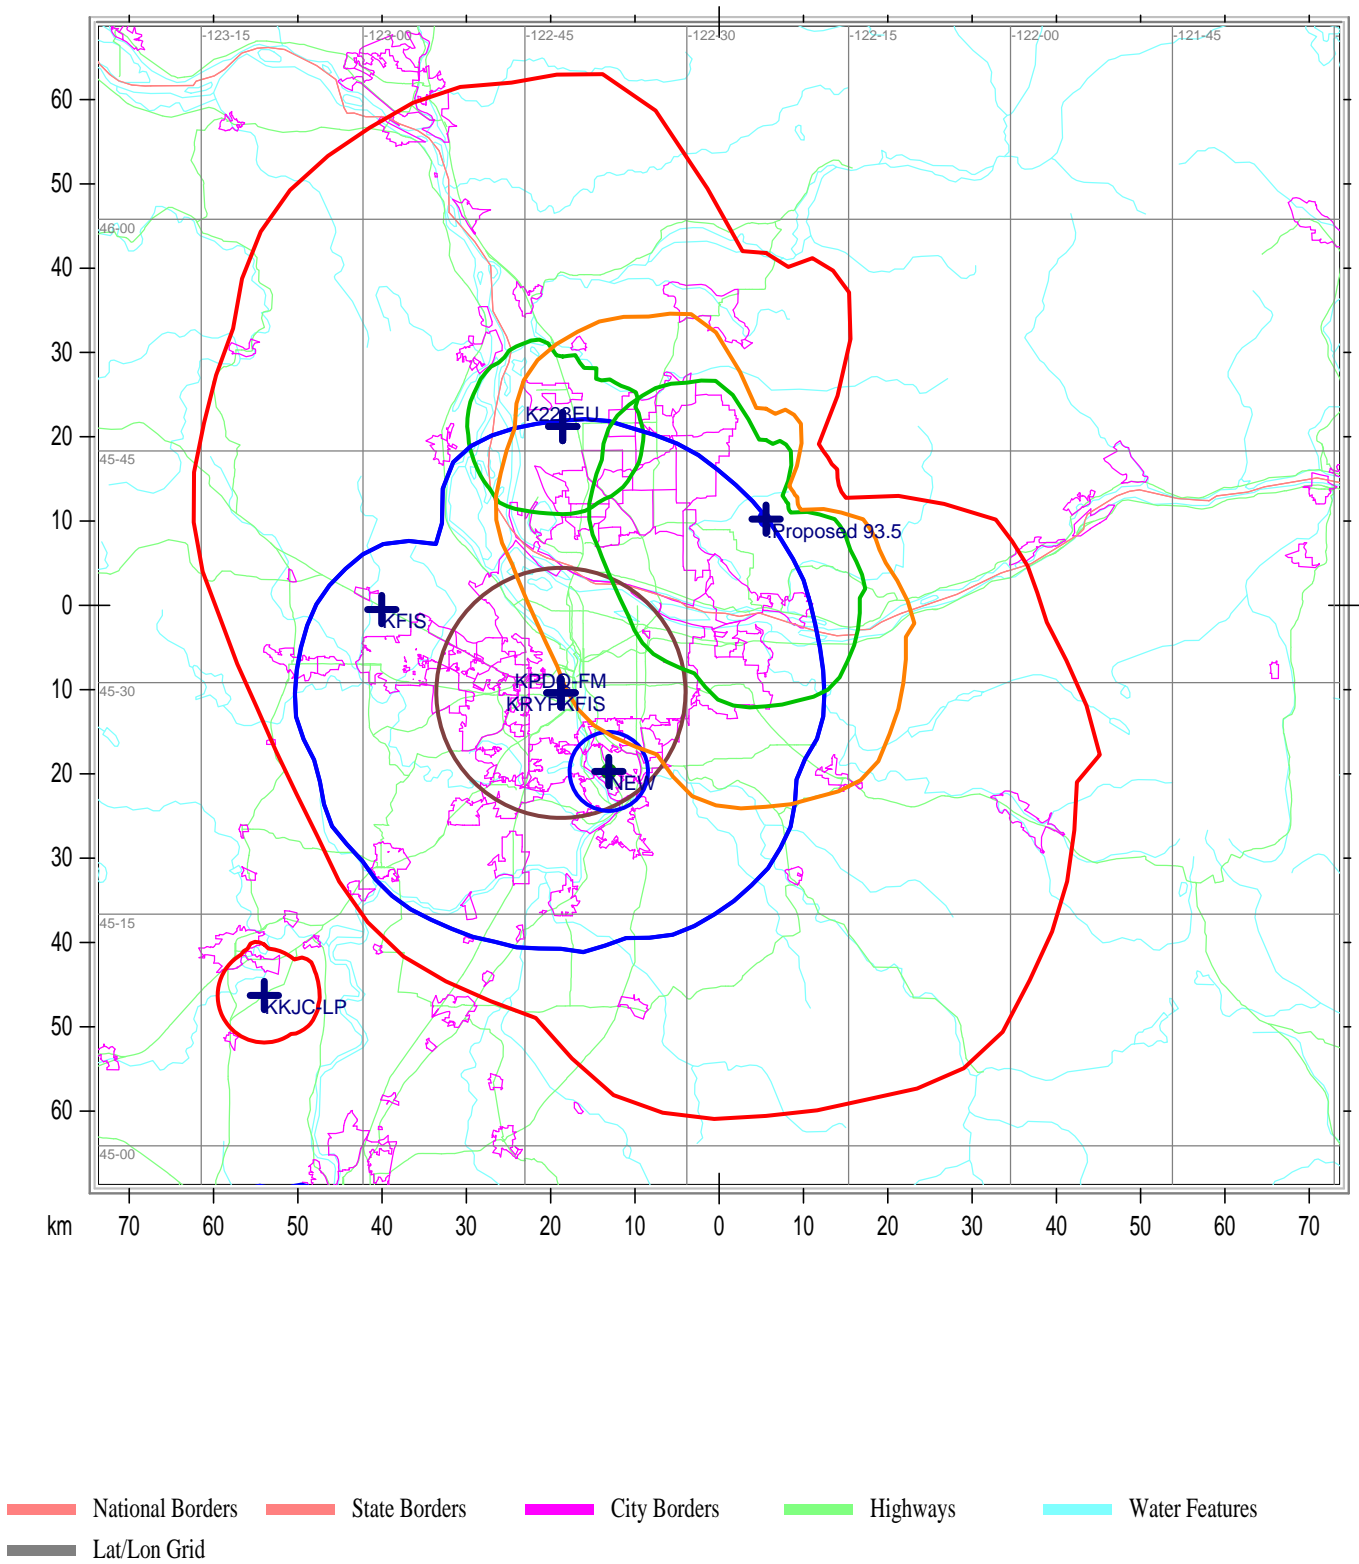 -123-15 -123-00 -122-45 -122-30 -122-15 -122-00 -121-45
60
50
46-00
40
30
K228FU
20
45-45
10
Proposed 93.5
0
KFIS
KPDQ-FM
45-30
10
KFIS
20
NEW
30
45-15
40
KKJC-LP
50
60
45-00
km 70 60 50 40 30 20 10 0 10 20 30 40 50 60 70
National Borders State Borders City Borders Highways Water Features
Lat/Lon Grid